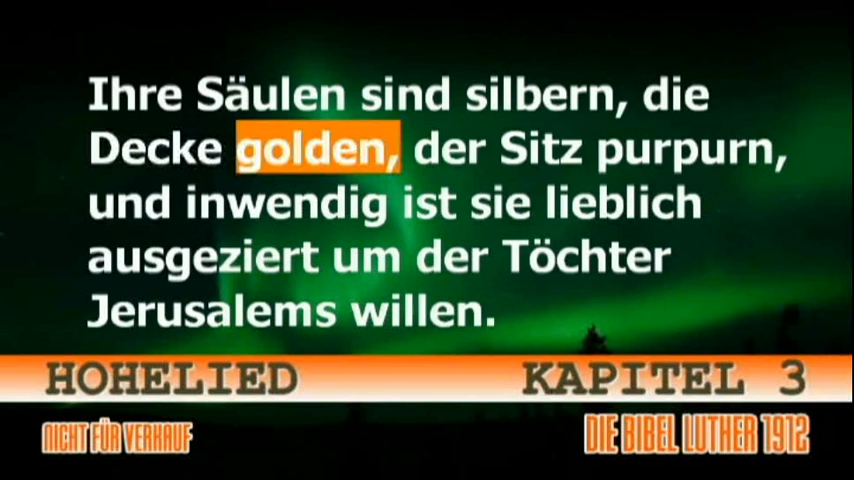 Ihre Säulen sind silbern, die
Decke golden, der Sitz purpurn,
und inwendig ist sie lieblich
ausgeziert um der Töchter
Jerusalems willen.
HOHELIED KAPITEL 3
NICHT FÜR VERKAUF DIE BIBEL LUTHER 1912